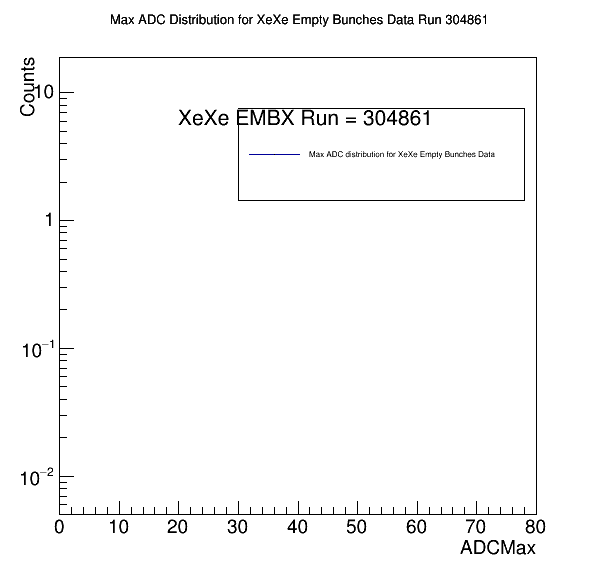 Max ADC Distribution for XeXe Empty Bunches Data Run 304861
Counts
10
XeXe EMBX Run = 304861
Max ADC distribution for XeXe Empty Bunches Data
1
10⁻¹
10⁻²
0 10 20 30 40 50 60 70 80
ADCMax